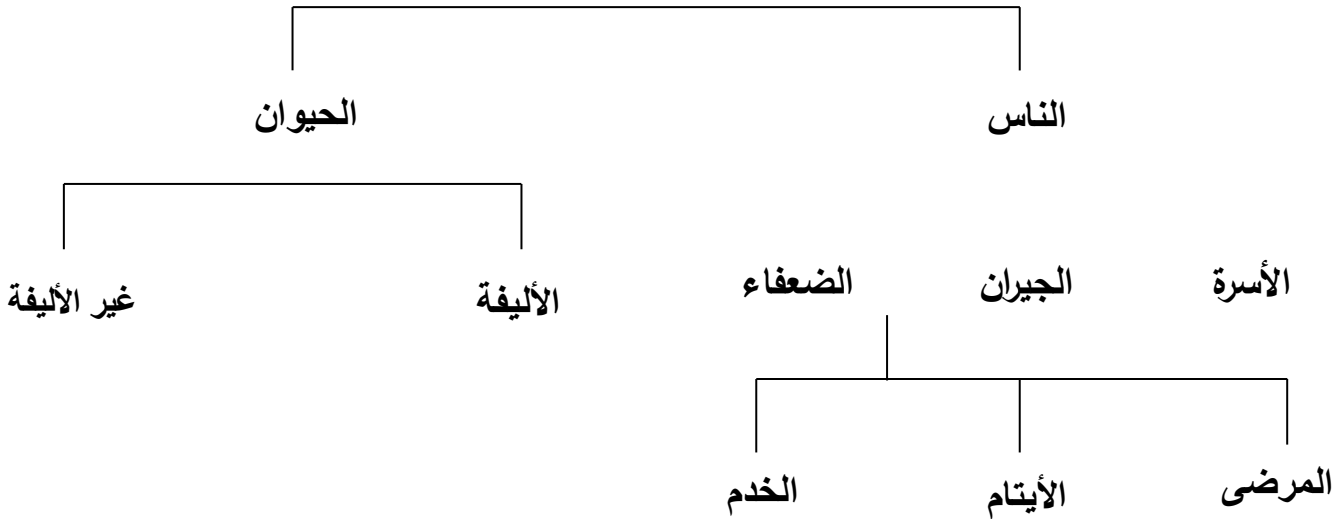 الناس الحيوان
الأسرة الجيران الضعفاء الأليفة غير الأليفة
المرضى الأيتام الخدم